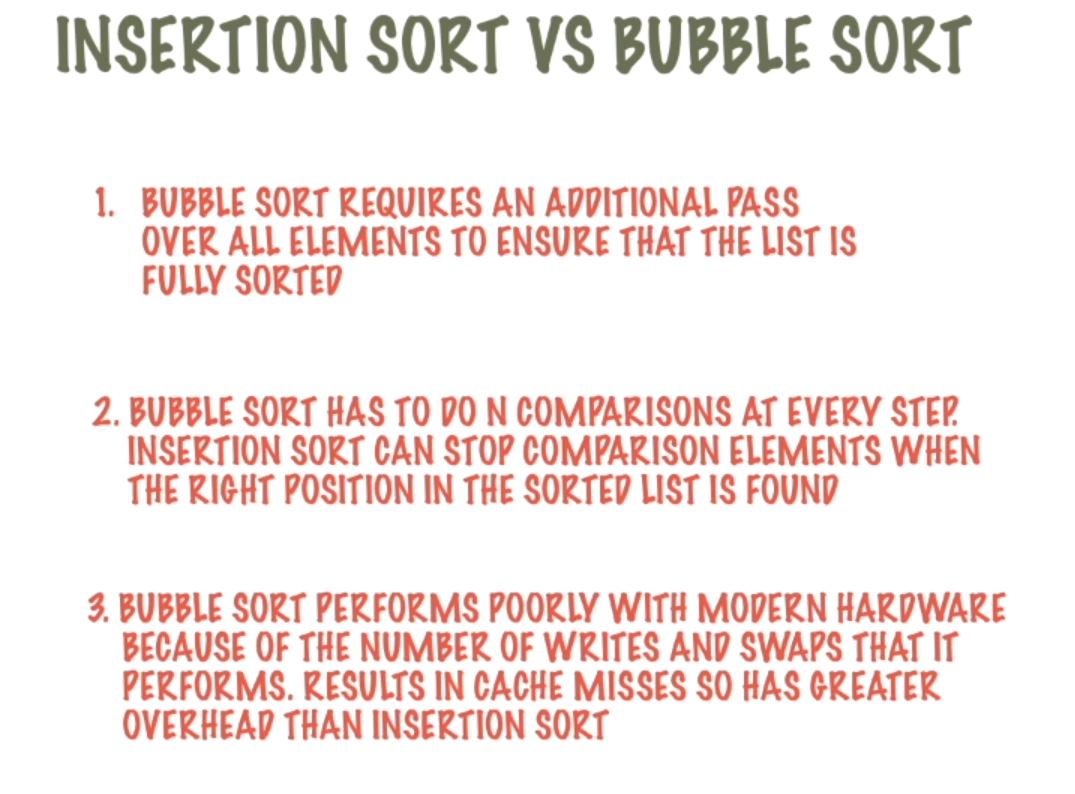 INSERTION SORT VS BUBBLE SORT
1. BUBBLE SORT REQUIRES AN ADDITIONAL PASS
OVER ALL ELEMENTS TO ENSURE THAT THE LIST IS
FULLY SORTED
2. BUBBLE SORT HAS TO DO N COMPARISONS AT EVERY STEP.
INSERTION SORT CAN STOP COMPARISON ELEMENTS WHEN
THE RIGHT POSITION IN THE SORTED LIST IS FOUND
3. BUBBLE SORT PERFORMS POORLY WITH MODERN HARDWARE
BECAUSE OF THE NUMBER OF WRITES AND SWAPS THAT IT
PERFORMS. RESULTS IN CACHE MISSES SO HAS GREATER
OVERHEAD THAN INSERTION SORT